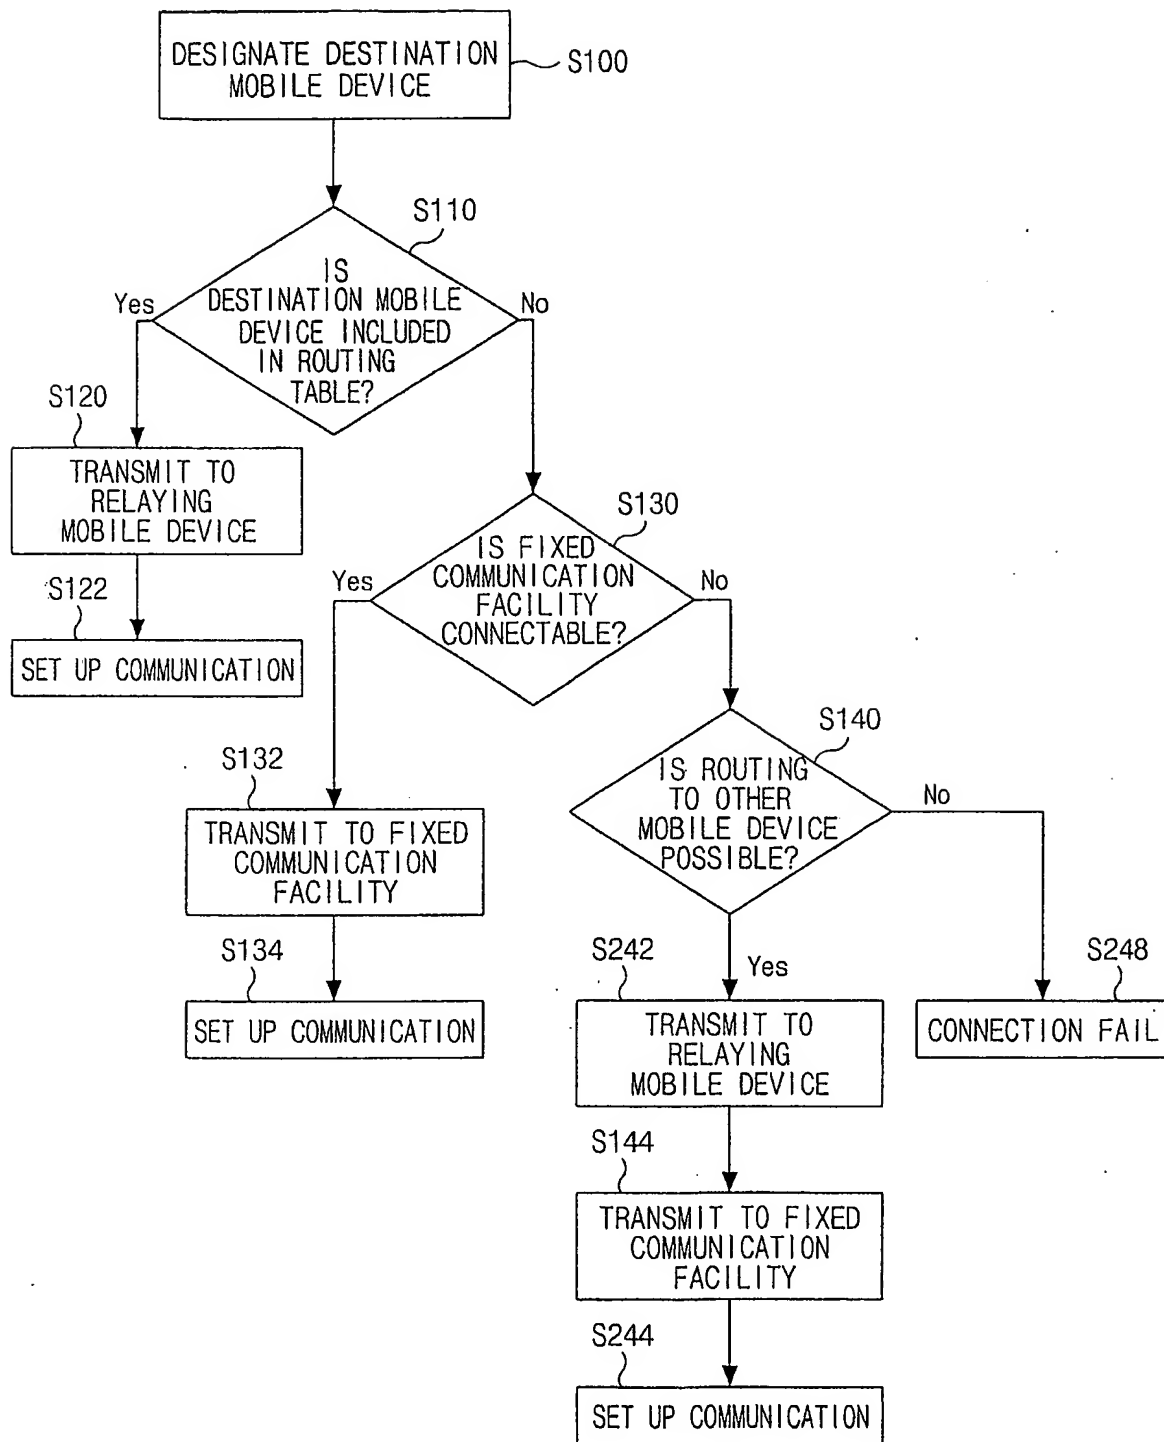 DESIGNATE DESTINATION
MOBILE DEVICE
S100
S110
IS
DESTINATION MOBILE
DEVICE INCLUDED
IN ROUTING
TABLE?
Yes
No
S120
TRANSMIT TO
RELAYING
MOBILE DEVICE
S122
SET UP COMMUNICATION
S130
IS FIXED
COMMUNICATION
FACILITY
CONNECTABLE?
Yes
No
S132
TRANSMIT TO FIXED
COMMUNICATION
FACILITY
S134
SET UP COMMUNICATION
S140
IS ROUTING
TO OTHER
MOBILE DEVICE
POSSIBLE?
No
Yes
S242
TRANSMIT TO
RELAYING
MOBILE DEVICE
S248
CONNECTION FAIL
S144
TRANSMIT TO FIXED
COMMUNICATION
FACILITY
S244
SET UP COMMUNICATION